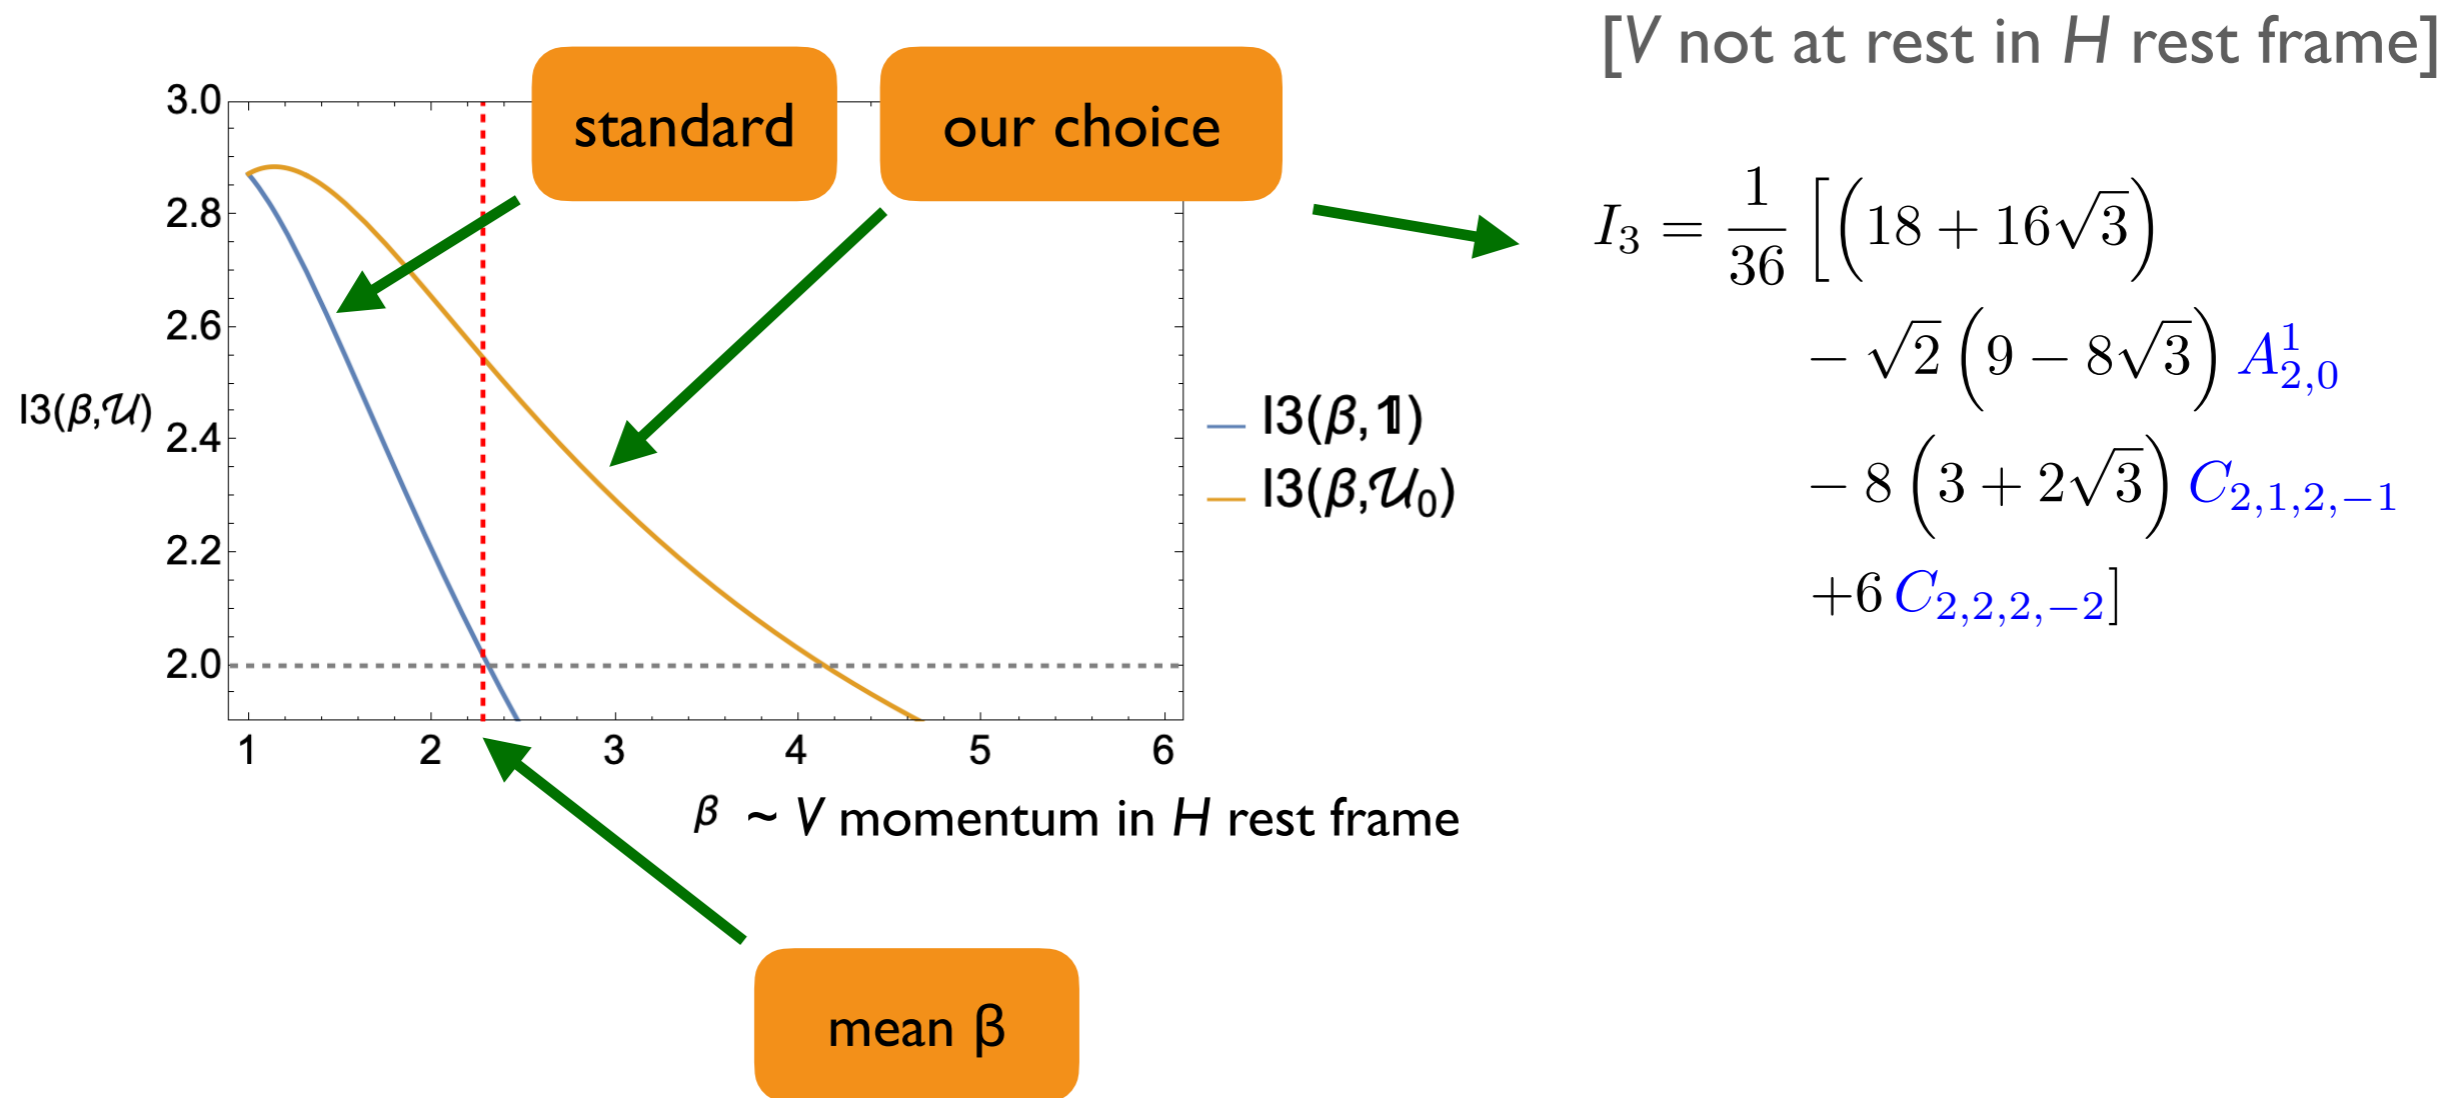 [V not at rest in H rest frame]
standard
our choice
3.0
2.8
2.6
2.4
2.2
2.0
I3(β,𝒰)
1 2 3 4 5 6
I3(β,𝟙)
I3(β,𝒰₀)
β ~ V momentum in H rest frame
mean β
I₃ = 1/36 [(18 + 16√3)
− √2 (9 − 8√3) A¹₂,₀
− 8 (3 + 2√3) C₂,₁,₂,₋₁
+6 C₂,₂,₂,₋₂]